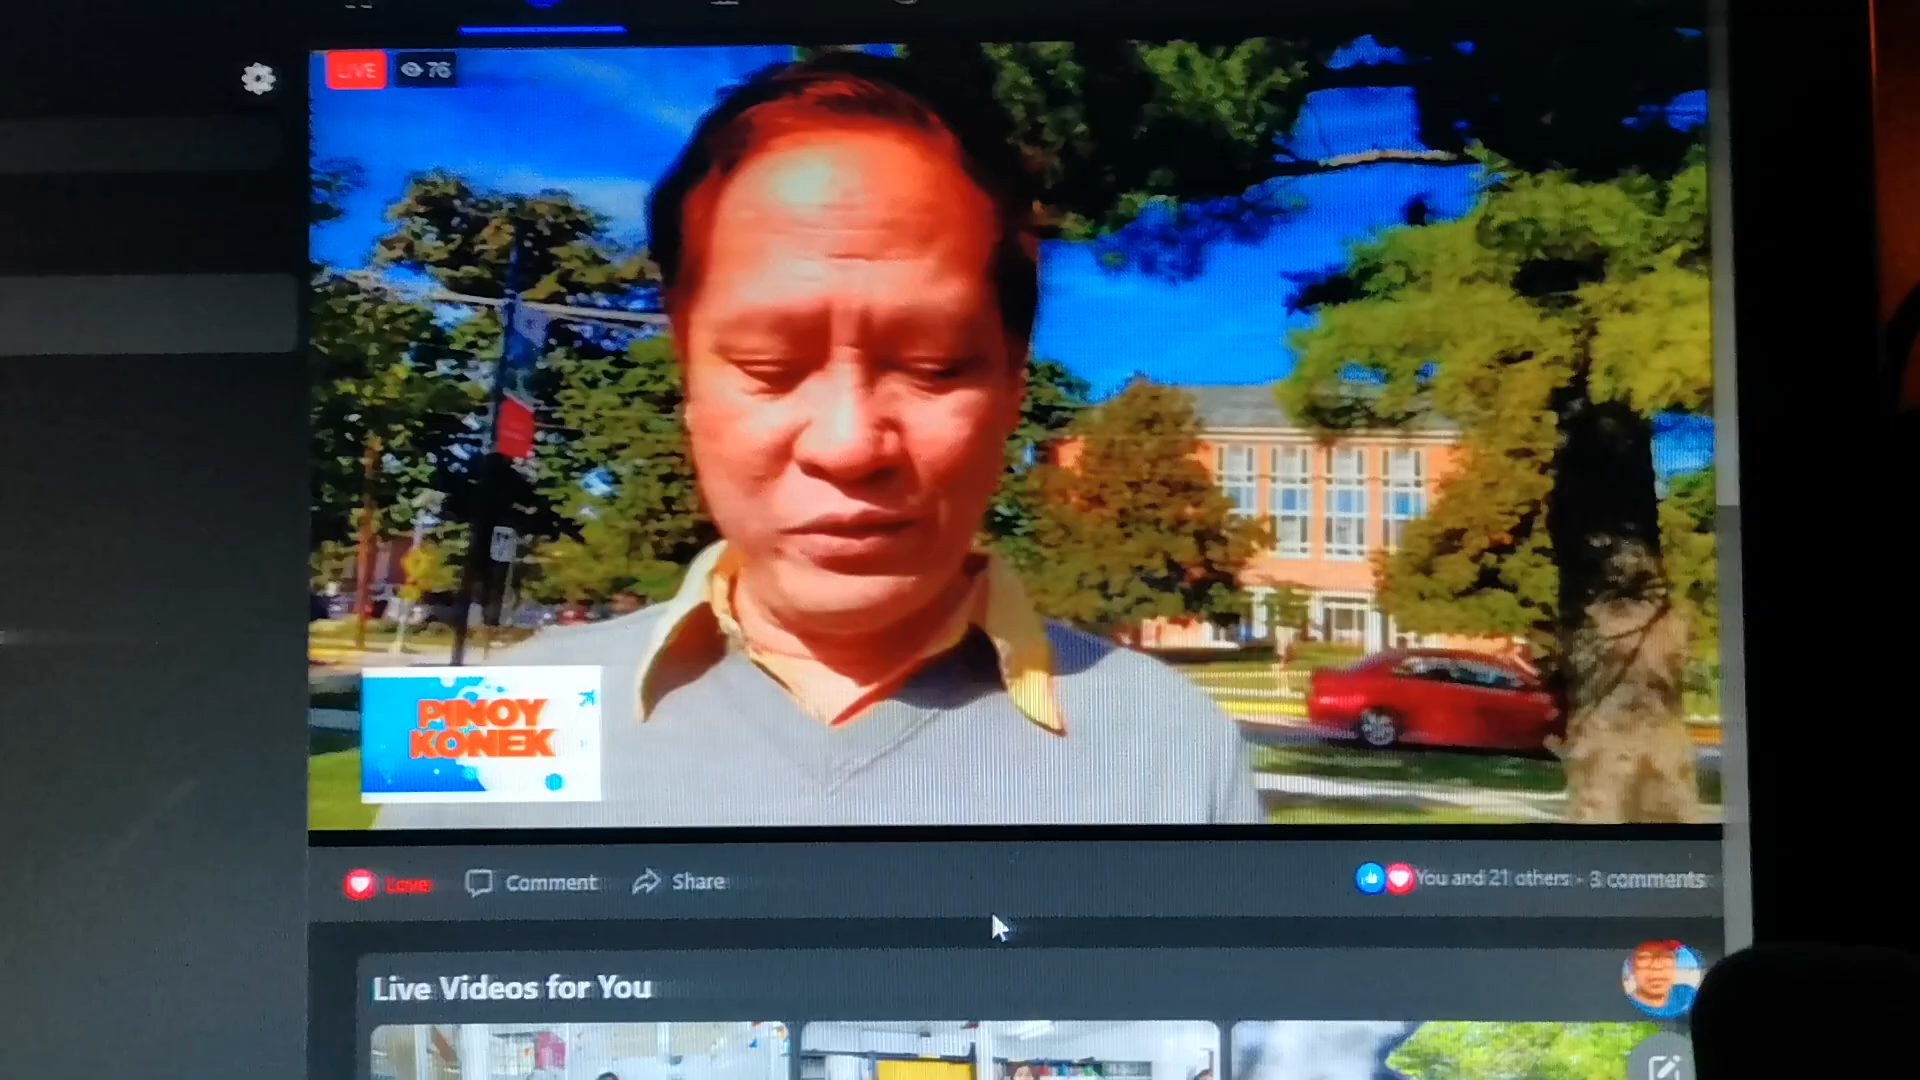 LIVE
76
PINOY
KONEK
Love
Comment
Share
You and 21 others · 3 comments
Live Videos for You